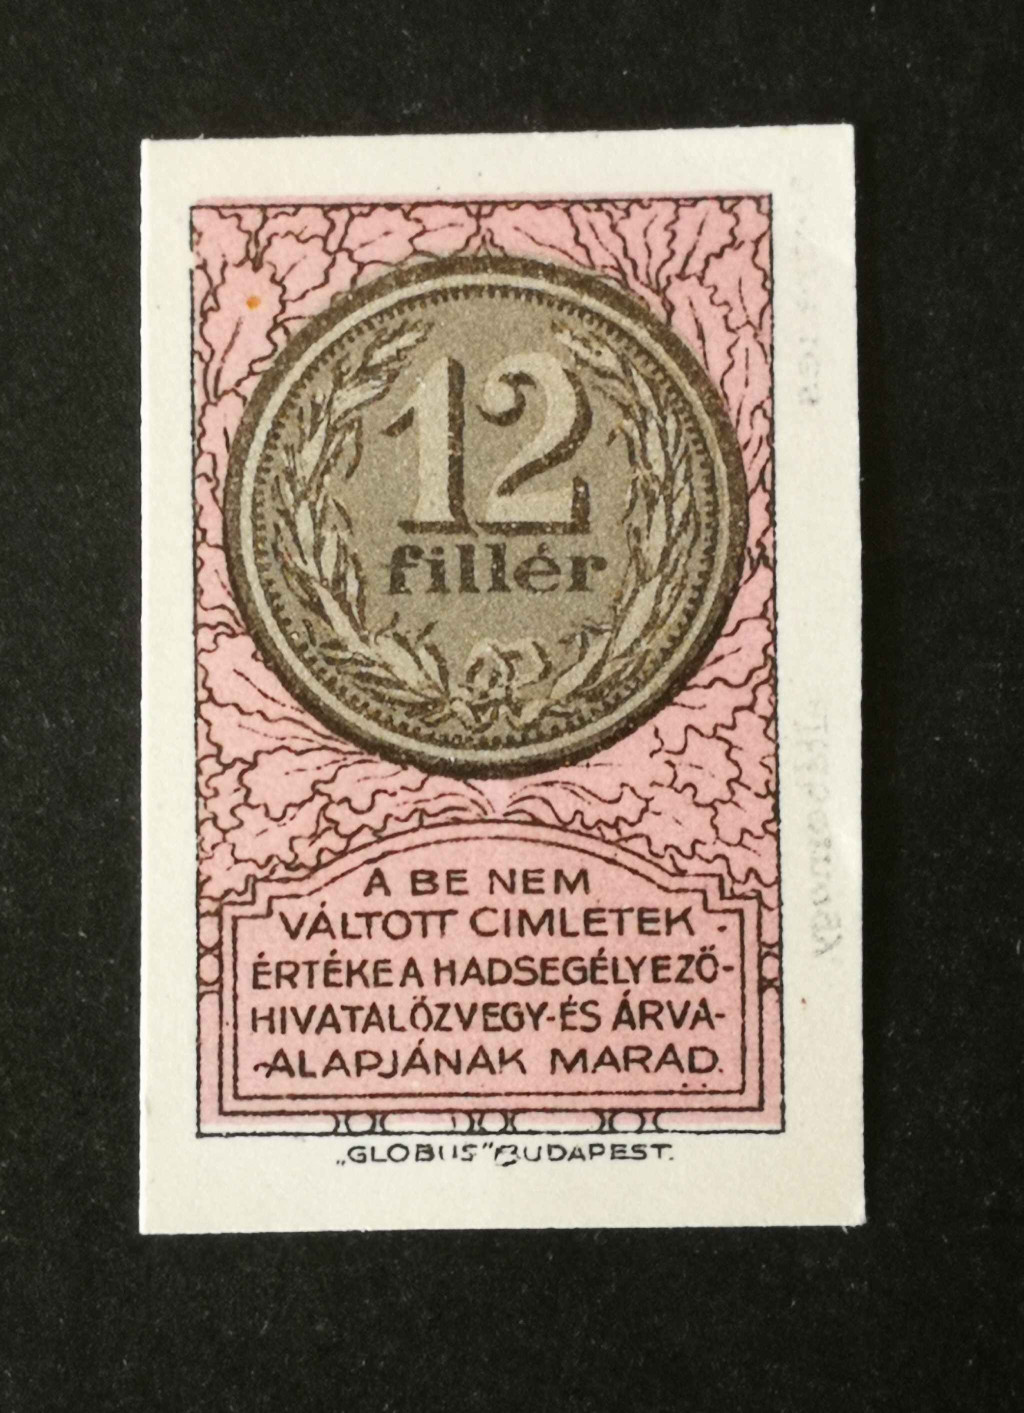 12
fillér
A BE NEM
VÁLTOTT CIMLETEK
ÉRTÉKE A HADSEGÉLYEZŐ-
HIVATAL ÖZVEGY-ÉS ÁRVA-
-ALAPJÁNAK MARAD.
„GLOBUS" BUDAPEST.